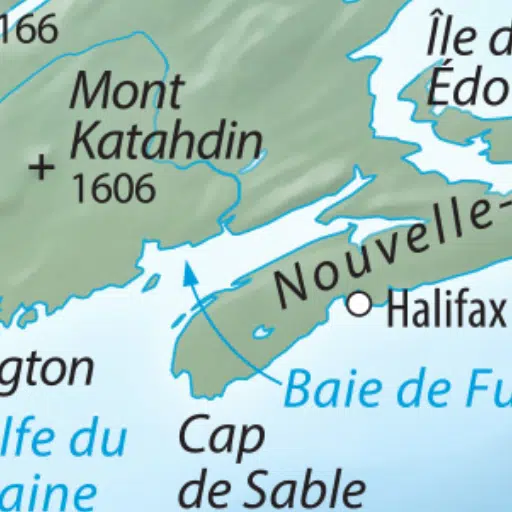 166
Île d
Édo
Mont
Katahdin
1606
Nouvelle-
Halifax
gton
Baie de Fu
lfe du
aine
Cap
de Sable